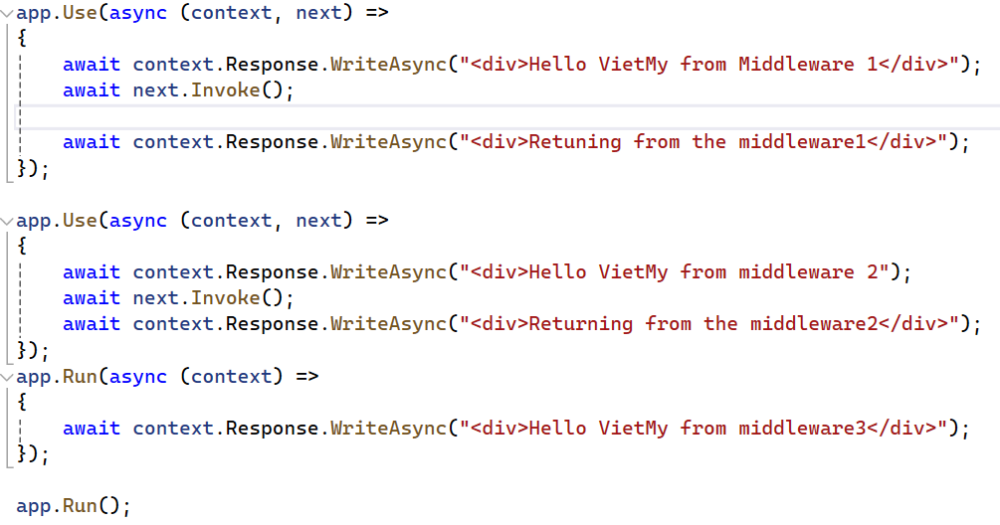 app.Use(async (context, next) =>
{
    await context.Response.WriteAsync("<div>Hello VietMy from Middleware 1</div>");
    await next.Invoke();

    await context.Response.WriteAsync("<div>Retuning from the middleware1</div>");
});

app.Use(async (context, next) =>
{
    await context.Response.WriteAsync("<div>Hello VietMy from middleware 2");
    await next.Invoke();
    await context.Response.WriteAsync("<div>Returning from the middleware2</div>");
});
app.Run(async (context) =>
{
    await context.Response.WriteAsync("<div>Hello VietMy from middleware3</div>");
});

app.Run();